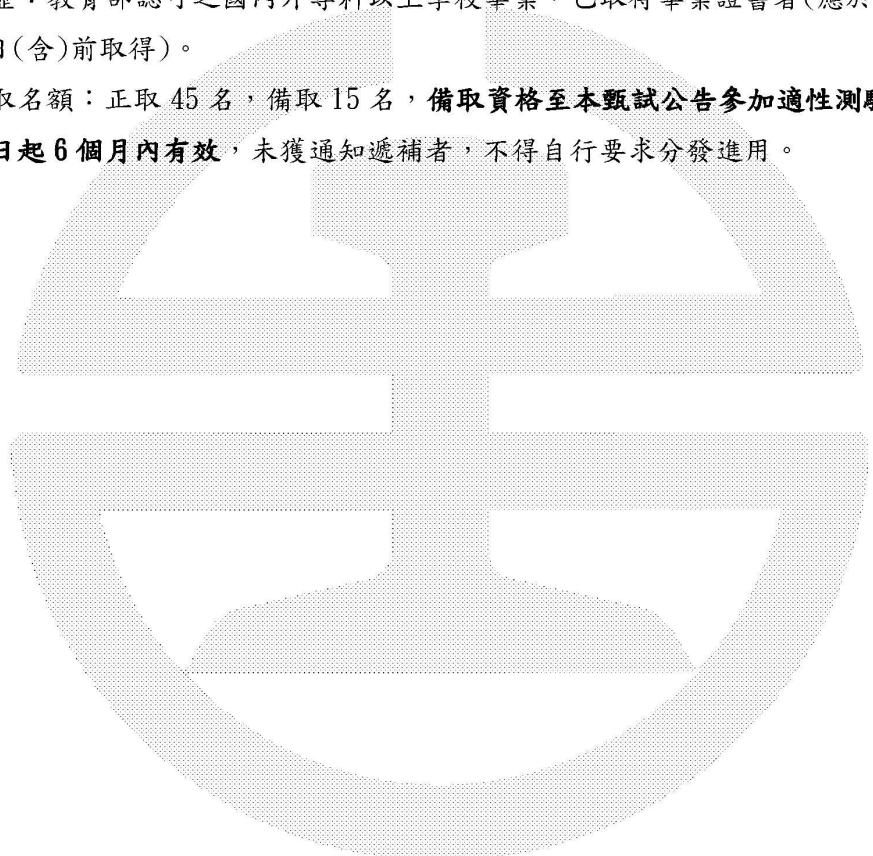 歷：教育部認可之國內外專科以上學校畢業，已取得畢業證書者(應於
日(含)前取得)。
取名額：正取 45 名，備取 15 名，備取資格至本甄試公告參加適性測驗
日起 6 個月內有效，未獲通知遞補者，不得自行要求分發進用。